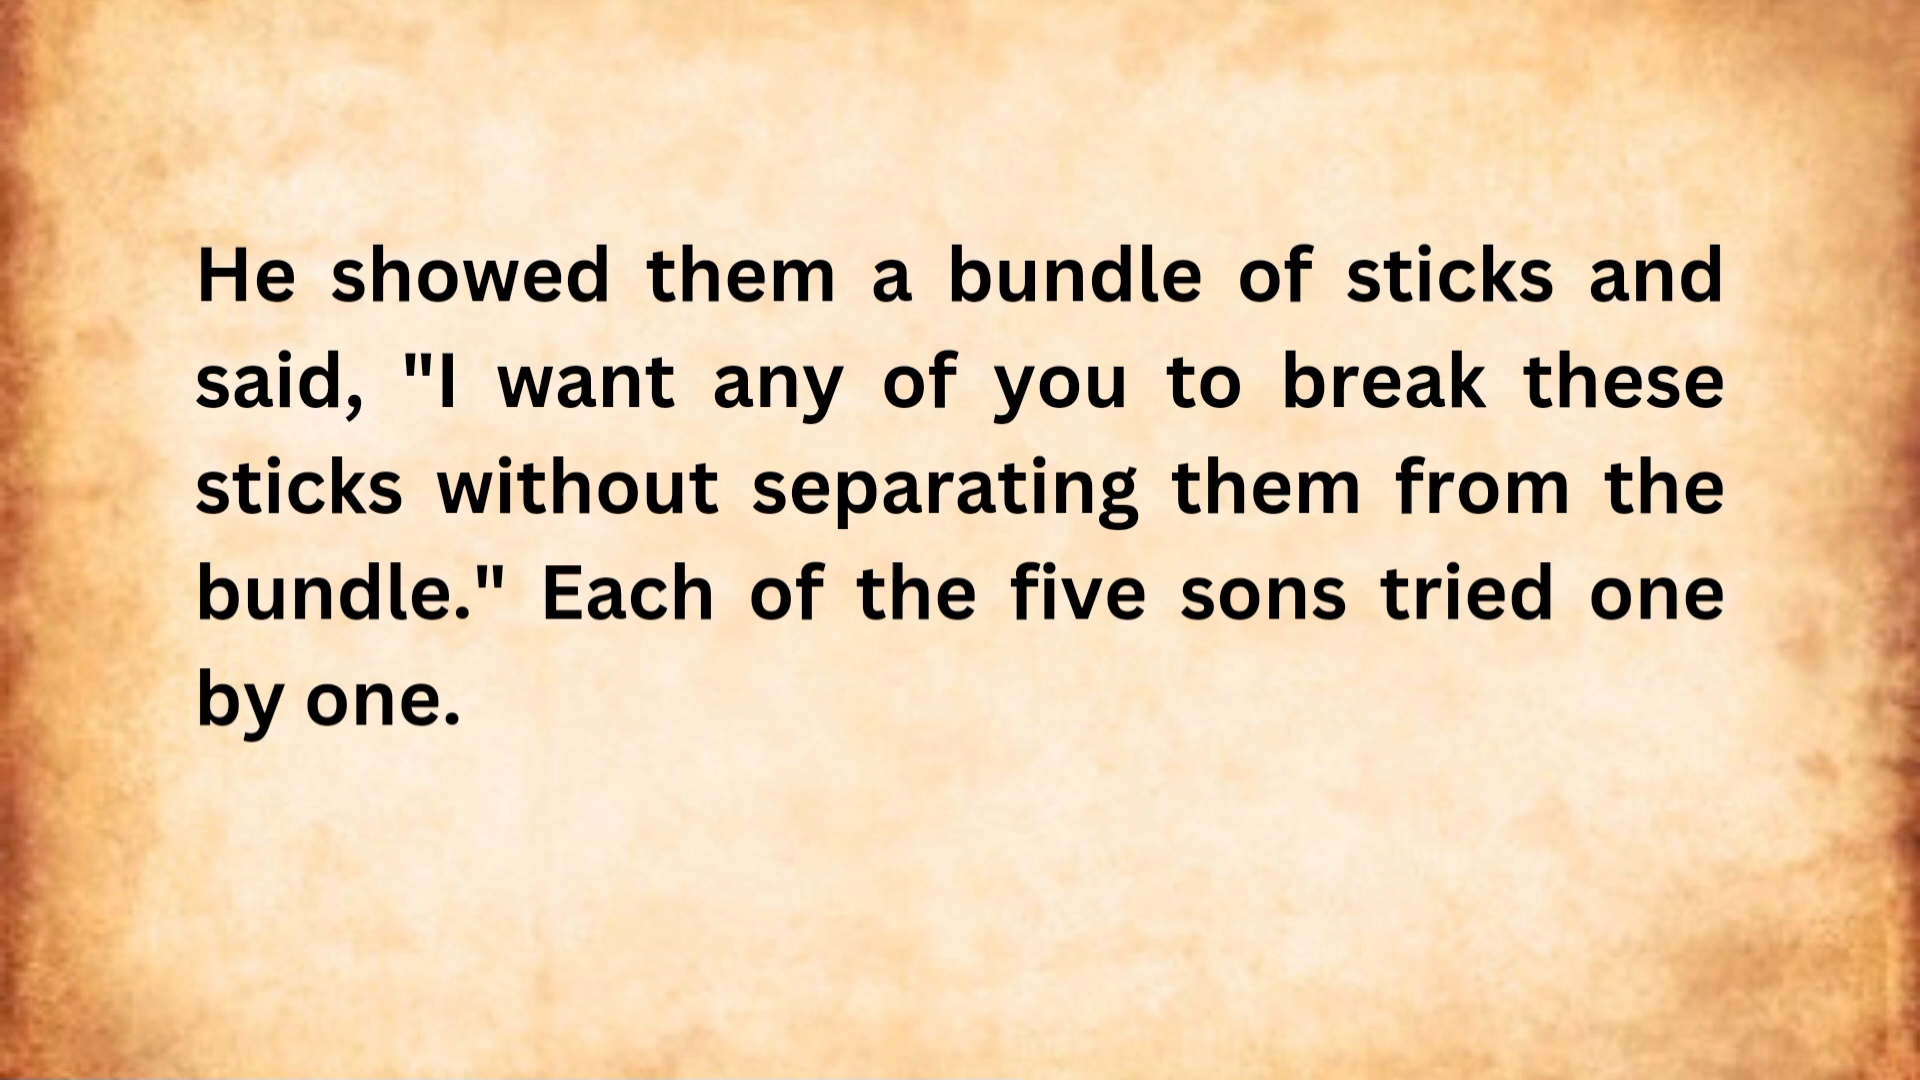 He showed them a bundle of sticks and
said, "I want any of you to break these
sticks without separating them from the
bundle." Each of the five sons tried one
by one.